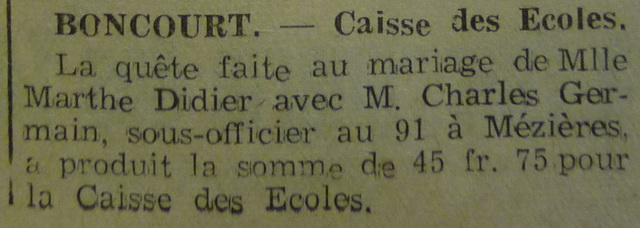 BONCOURT. — Caisse des Ecoles.
La quête faite au mariage de Mlle
Marthe Didier avec M. Charles Ger-
main, sous-officier au 91 à Mézières,
a produit la somme de 45 fr. 75 pour
la Caisse des Ecoles.